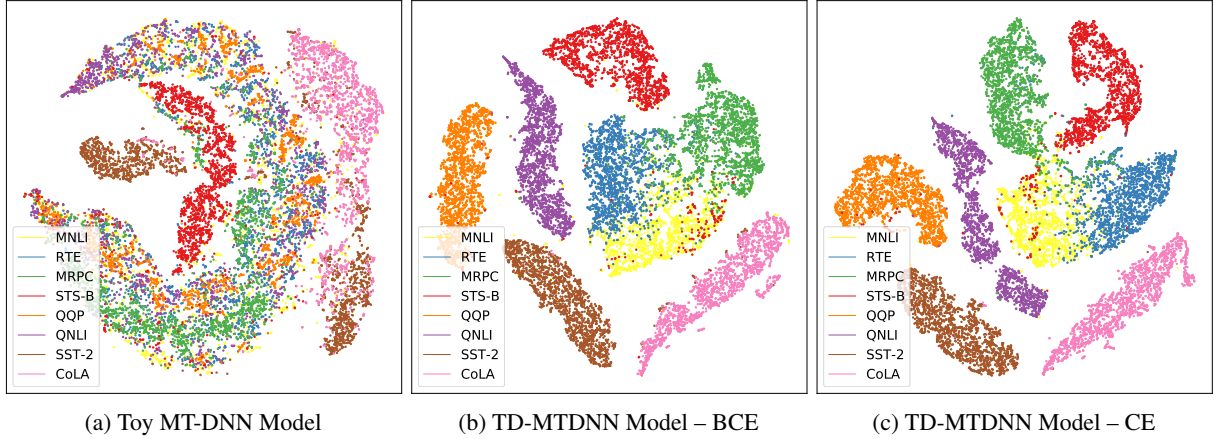 MNLI
RTE
MRPC
STS-B
QQP
QNLI
SST-2
CoLA
MNLI
RTE
MRPC
STS-B
QQP
QNLI
SST-2
CoLA
MNLI
RTE
MRPC
STS-B
QQP
QNLI
SST-2
CoLA
(a) Toy MT-DNN Model
(b) TD-MTDNN Model – BCE
(c) TD-MTDNN Model – CE